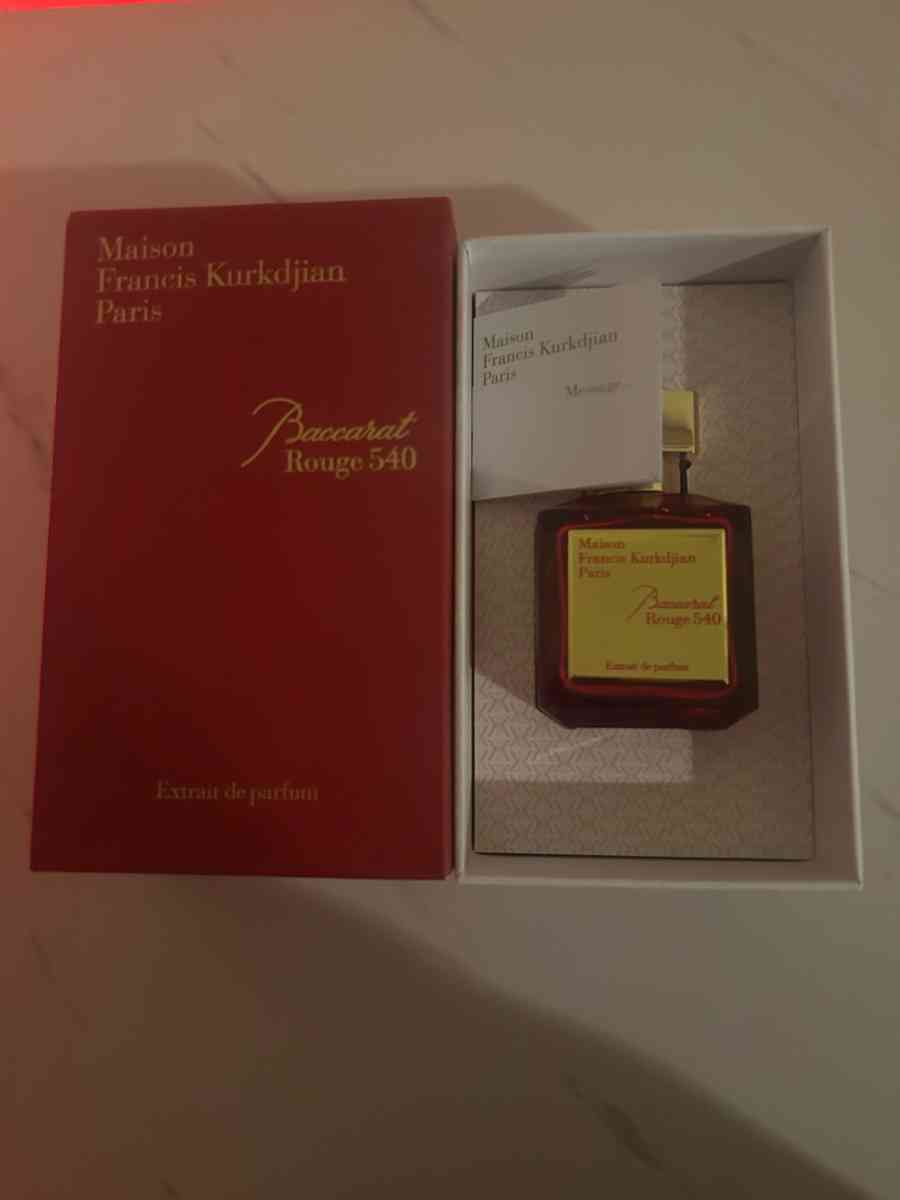 Maison
Francis Kurkdjian
Paris
Baccarat
Rouge 540
Extrait de parfum
Maison
Francis Kurkdjian
Paris
Maison
Francis Kurkdjian
Paris
Baccarat
Rouge 540
Extrait de parfum